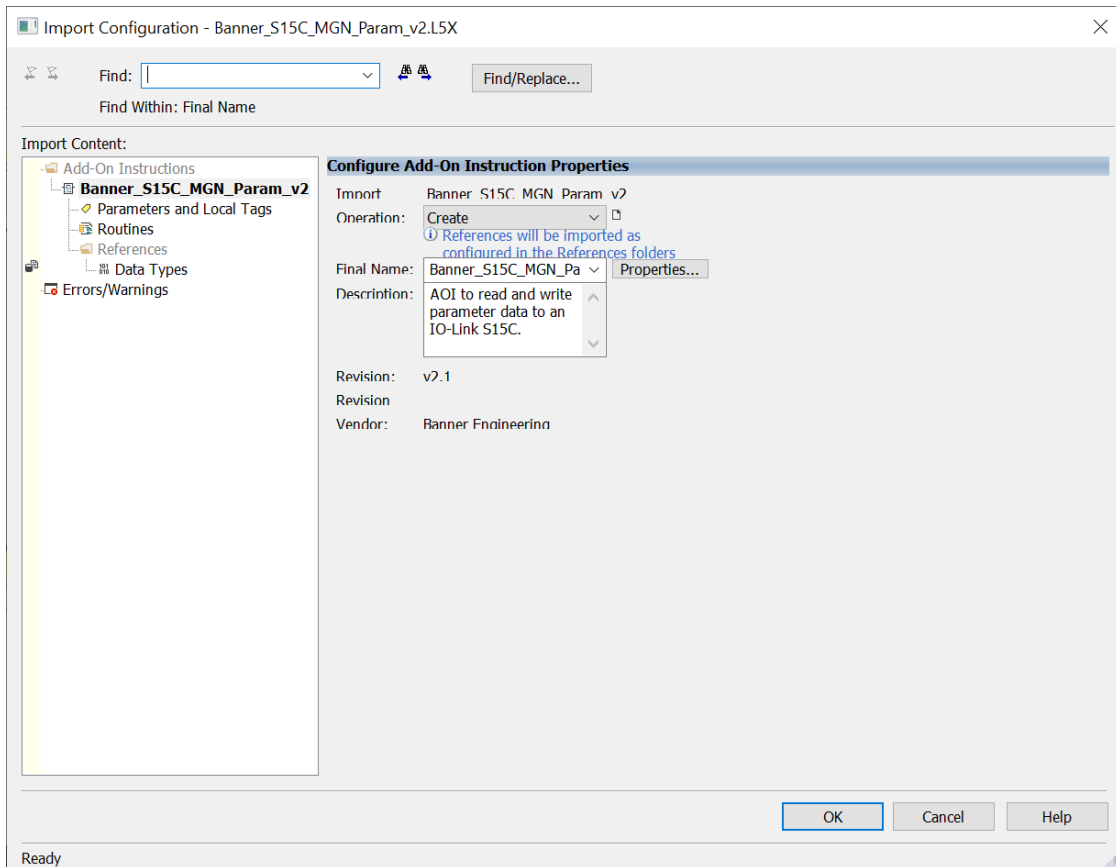 Import Configuration - Banner_S15C_MGN_Param_v2.L5X
Find:
Find/Replace...
Find Within: Final Name
Import Content:
Add-On Instructions
Banner_S15C_MGN_Param_v2
Parameters and Local Tags
Routines
References
Data Types
Errors/Warnings
Configure Add-On Instruction Properties
Import Banner_S15C_MGN_Param_v2
Operation: Create
References will be imported as
configured in the References folders
Final Name: Banner_S15C_MGN_Pa Properties...
Description: AOI to read and write
parameter data to an
IO-Link S15C.
Revision: v2.1
Revision
Vendor: Banner Engineering
OK Cancel Help
Ready